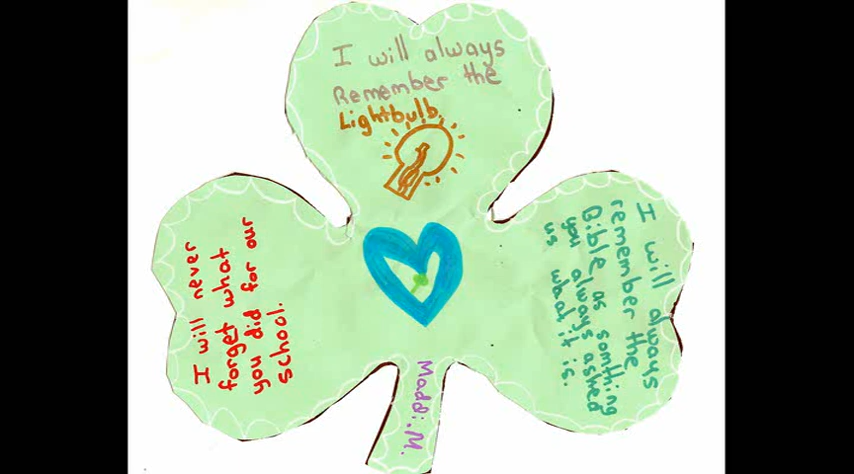 I will always
Remember the
Lightbulb.
I will never
forget what
you did for our
school.
I will always
remember the
Bible as somthing
you always asked
us what it is.
Maddi.M.